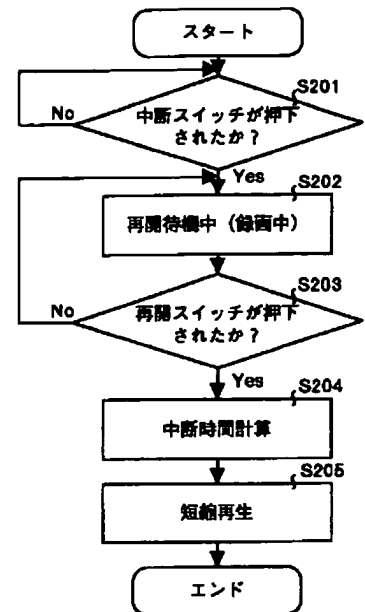 スタート
S201
中断スイッチが押下
されたか？
No
Yes
S202
再開待機中（録画中）
S203
再開スイッチが押下
されたか？
No
Yes
S204
中断時間計算
S205
短縮再生
エンド